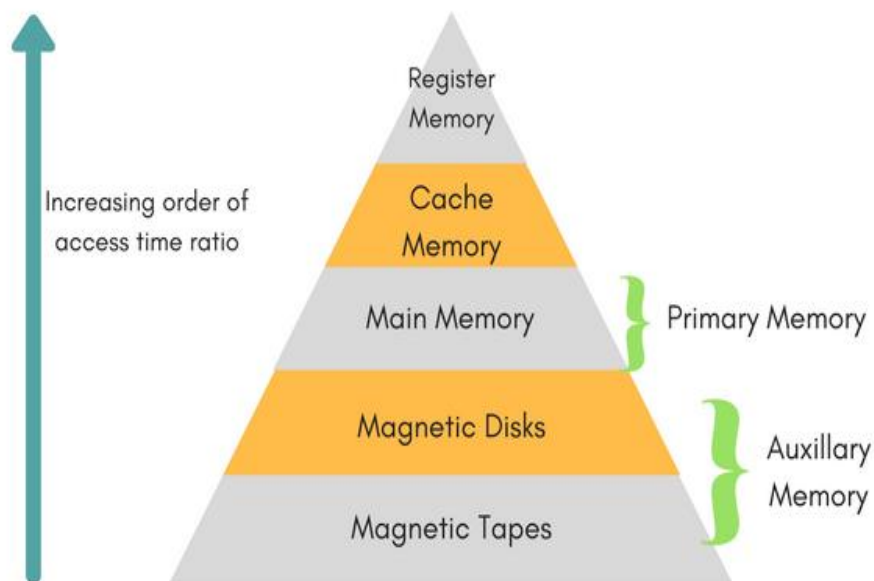 Register
Memory
Increasing order of
access time ratio
Cache
Memory
Main Memory
Primary Memory
Magnetic Disks
Auxillary
Memory
Magnetic Tapes